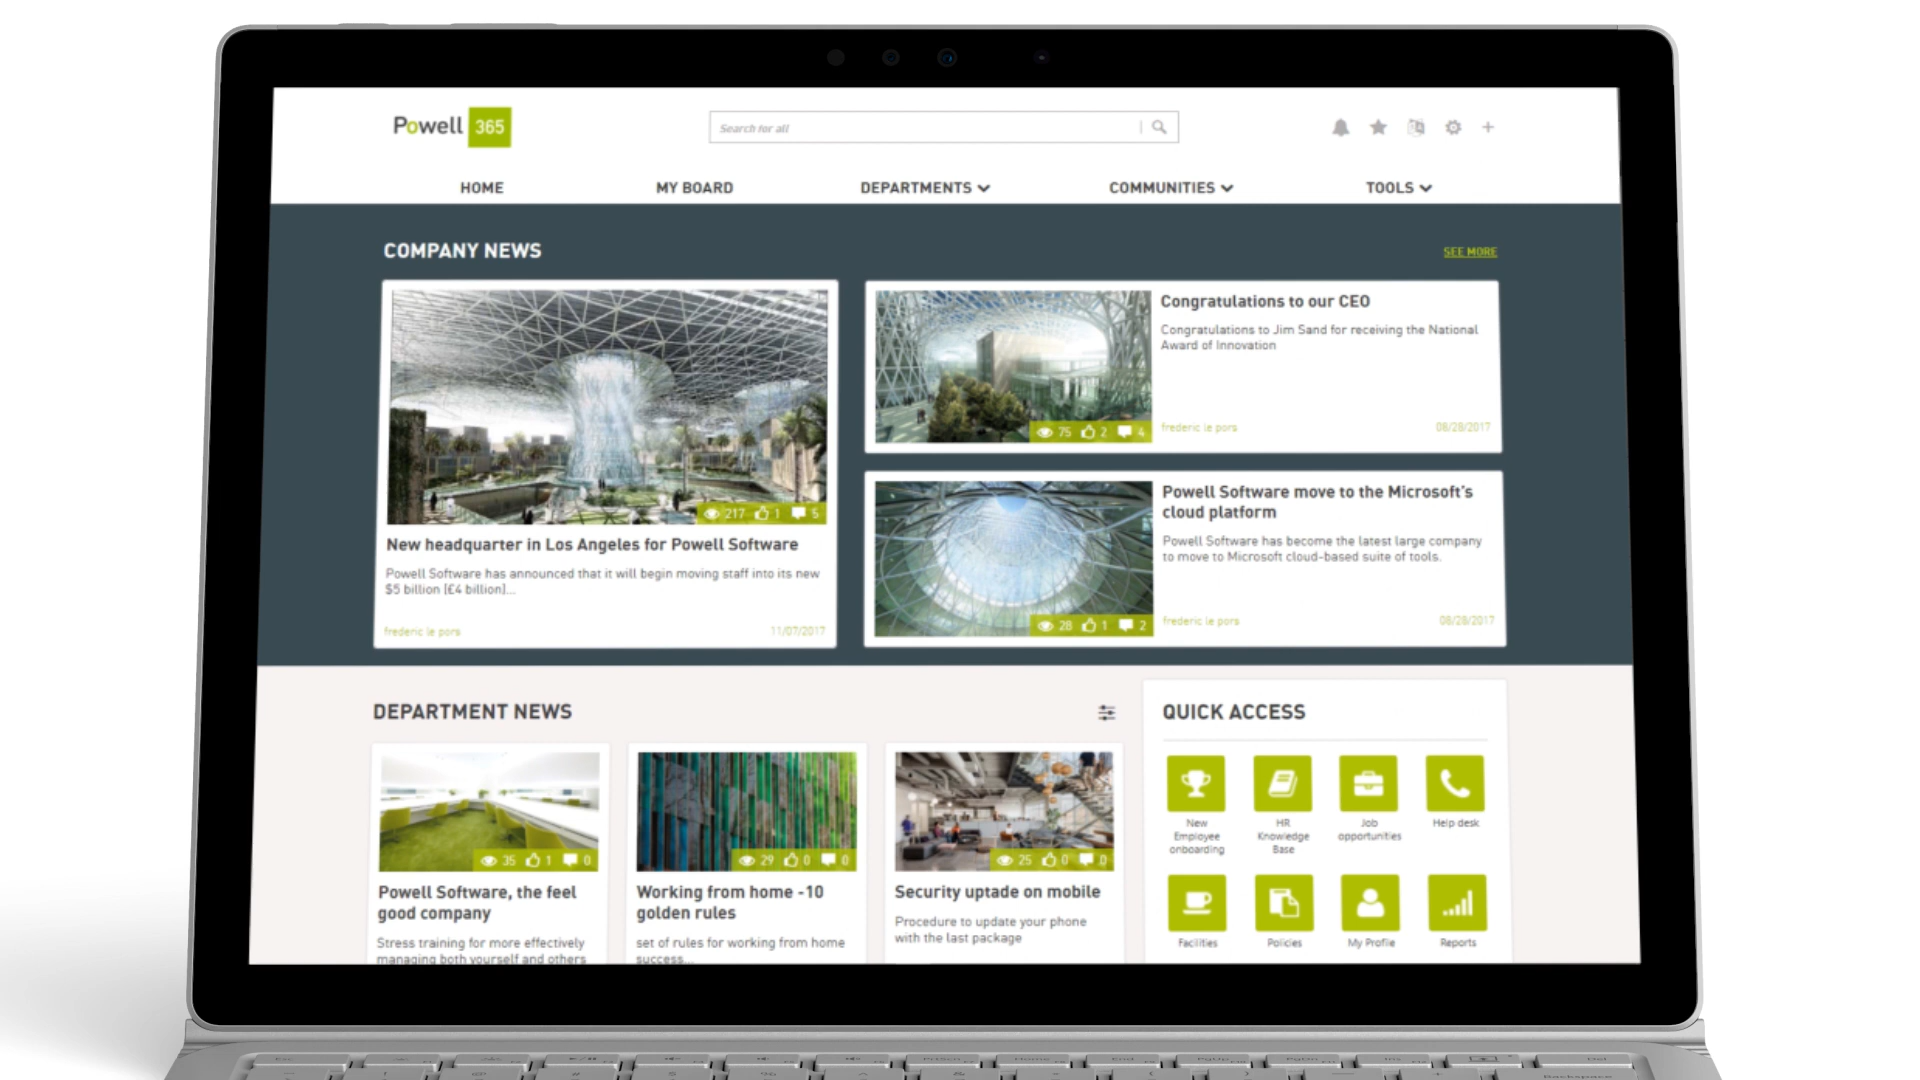 Powell 365
Search for all
HOME
MY BOARD
DEPARTMENTS
COMMUNITIES
TOOLS
COMPANY NEWS
SEE MORE
217 1 5
New headquarter in Los Angeles for Powell Software
Powell Software has announced that it will begin moving staff into its new
$5 billion (£4 billion)...
frederic le pors
11/07/2017
75 2 4
Congratulations to our CEO
Congratulations to Jim Sand for receiving the National
Award of Innovation
frederic le pors
08/28/2017
28 1 2
Powell Software move to the Microsoft's
cloud platform
Powell Software has become the latest large company
to move to Microsoft cloud-based suite of tools.
frederic le pors
08/28/2017
DEPARTMENT NEWS
35 1 0
Powell Software, the feel
good company
Stress training for more effectively
managing both yourself and others
29 0 0
Working from home -10
golden rules
set of rules for working from home
success...
25 0 0
Security uptade on mobile
Procedure to update your phone
with the last package
QUICK ACCESS
New
Employee
onboarding
HR
Knowledge
Base
Job
opportunities
Help desk
Facilities
Policies
My Profile
Reports
Backspace